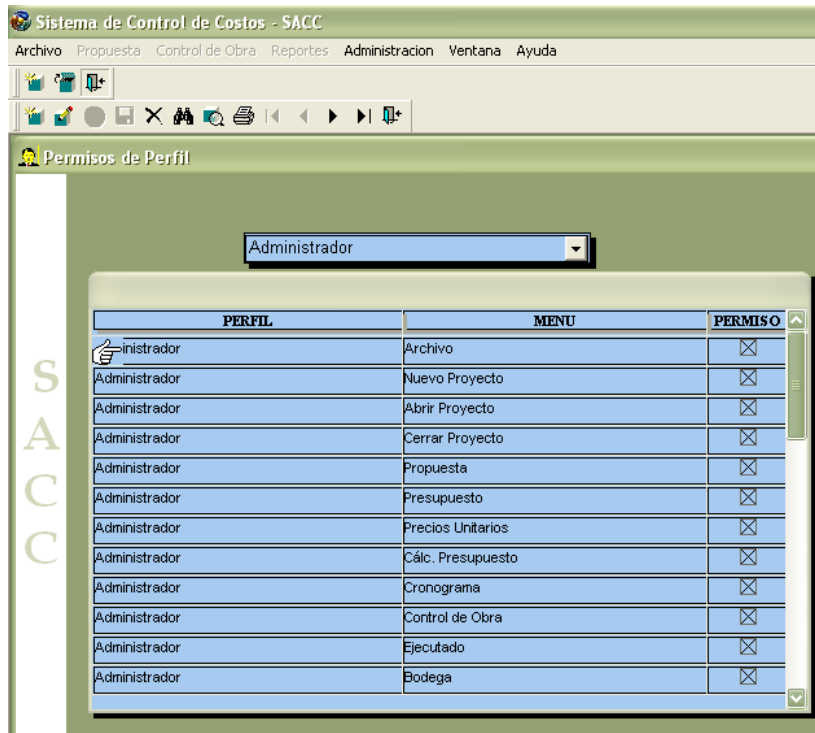 Sistema de Control de Costos - SACC
Archivo Propuesta Control de Obra Reportes Administracion Ventana Ayuda
Permisos de Perfil
Administrador
PERFIL MENU PERMISO
inistrador Archivo
Administrador Nuevo Proyecto
Administrador Abrir Proyecto
Administrador Cerrar Proyecto
Administrador Propuesta
Administrador Presupuesto
Administrador Precios Unitarios
Administrador Cálc. Presupuesto
Administrador Cronograma
Administrador Control de Obra
Administrador Ejecutado
Administrador Bodega
S
A
C
C